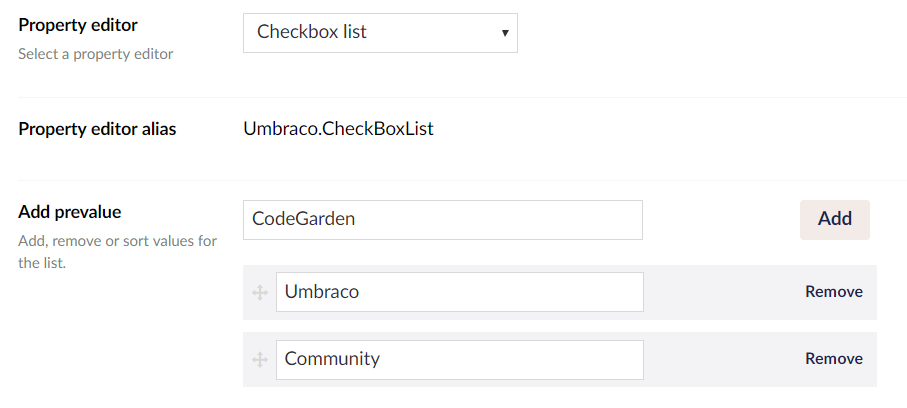 Property editor
Checkbox list
Select a property editor
Property editor alias
Umbraco.CheckBoxList
Add prevalue
CodeGarden
Add
Add, remove or sort values for
the list.
Umbraco
Remove
Community
Remove